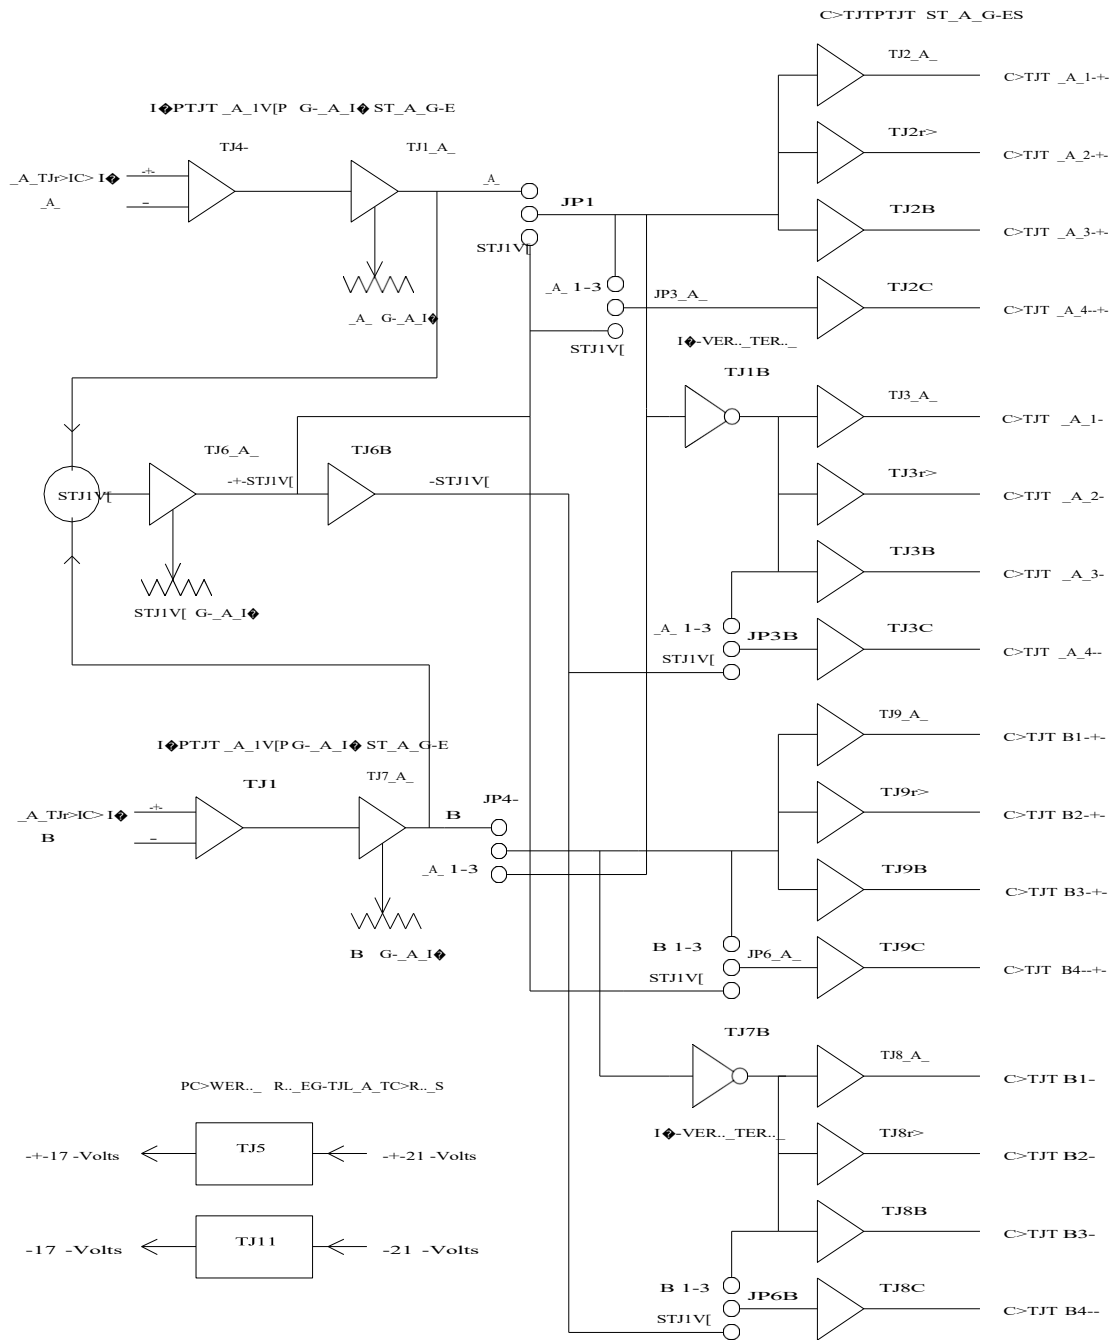 C>TJTPTJT ST_A_G-ES
TJ2_A_
C>TJT _A_1-+-
I�PTJT _A_1V[P G-_A_I� ST_A_G-E
TJ4-
TJ1_A_
TJ2r>
C>TJT _A_2-+-
_A_TJr>IC> I�
-+-
_A_
–
_A_
JP1
STJ1V[
TJ2B
C>TJT _A_3-+-
_A_ 1-3
JP3_A_
STJ1V[
TJ2C
C>TJT _A_4--+-
_A_ G-_A_I�
I�-VER.._TER.._
TJ1B
TJ3_A_
C>TJT _A_1-
TJ6_A_
TJ6B
STJ1V[
-+-STJ1V[
-STJ1V[
TJ3r>
C>TJT _A_2-
TJ3B
C>TJT _A_3-
STJ1V[ G-_A_I�
_A_ 1-3
JP3B
STJ1V[
TJ3C
C>TJT _A_4--
TJ9_A_
C>TJT B1-+-
I�PTJT _A_1V[P G-_A_I� ST_A_G-E
TJ1
TJ7_A_
_A_TJr>IC> I�
-+-
B
–
B
JP4-
_A_ 1-3
TJ9r>
C>TJT B2-+-
TJ9B
C>TJT B3-+-
B G-_A_I�
B 1-3
JP6_A_
STJ1V[
TJ9C
C>TJT B4--+-
TJ7B
I�-VER.._TER.._
TJ8_A_
C>TJT B1-
PC>WER.._ R.._EG-TJL_A_TC>R.._S
-+-17 -Volts
TJ5
-+-21 -Volts
TJ8r>
C>TJT B2-
-17 -Volts
TJ11
-21 -Volts
TJ8B
C>TJT B3-
B 1-3
JP6B
STJ1V[
TJ8C
C>TJT B4--